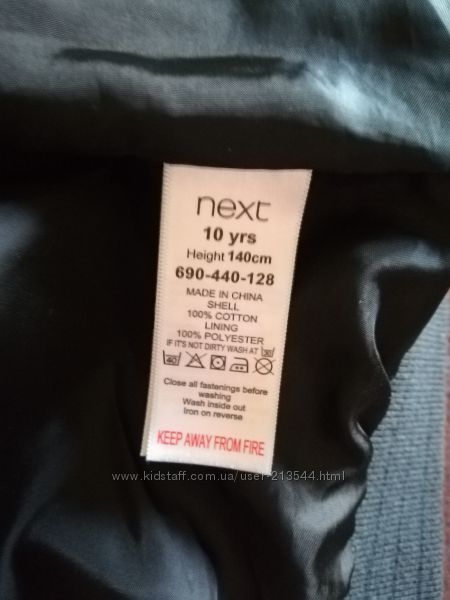 next
10 yrs
Height 140cm
690-440-128
MADE IN CHINA
SHELL
100% COTTON
LINING
100% POLYESTER
IF IT'S NOT DIRTY WASH AT 30
40
Close all fastenings before
washing
Wash inside out
Iron on reverse
KEEP AWAY FROM FIRE
www.kidstaff.com.ua/user-213544.html